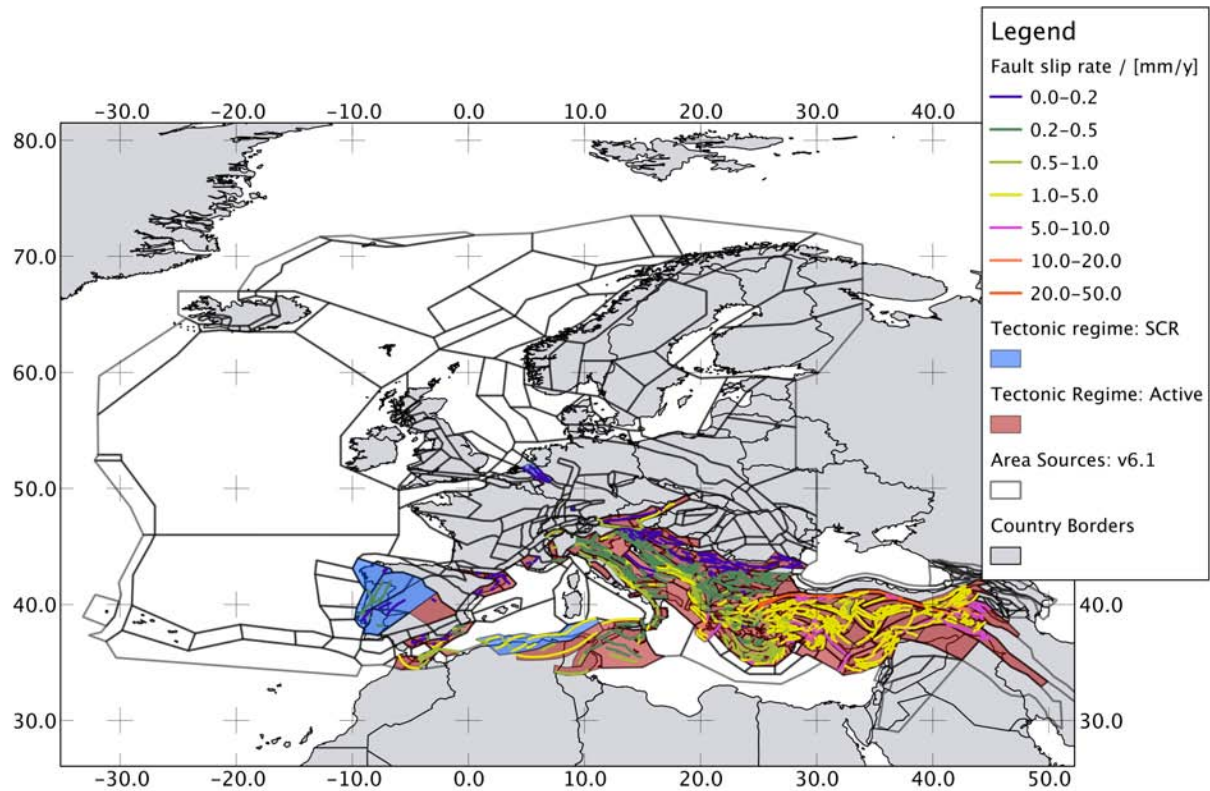 Legend
Fault slip rate / [mm/y]
0.0–0.2
0.2–0.5
0.5–1.0
1.0–5.0
5.0–10.0
10.0–20.0
20.0–50.0
Tectonic regime: SCR
Tectonic Regime: Active
Area Sources: v6.1
Country Borders
−30.0 −20.0 −10.0 0.0 10.0 20.0 30.0 40.0
80.0
70.0
60.0
50.0
40.0 40.0
30.0 30.0
−30.0 −20.0 −10.0 0.0 10.0 20.0 30.0 40.0 50.0